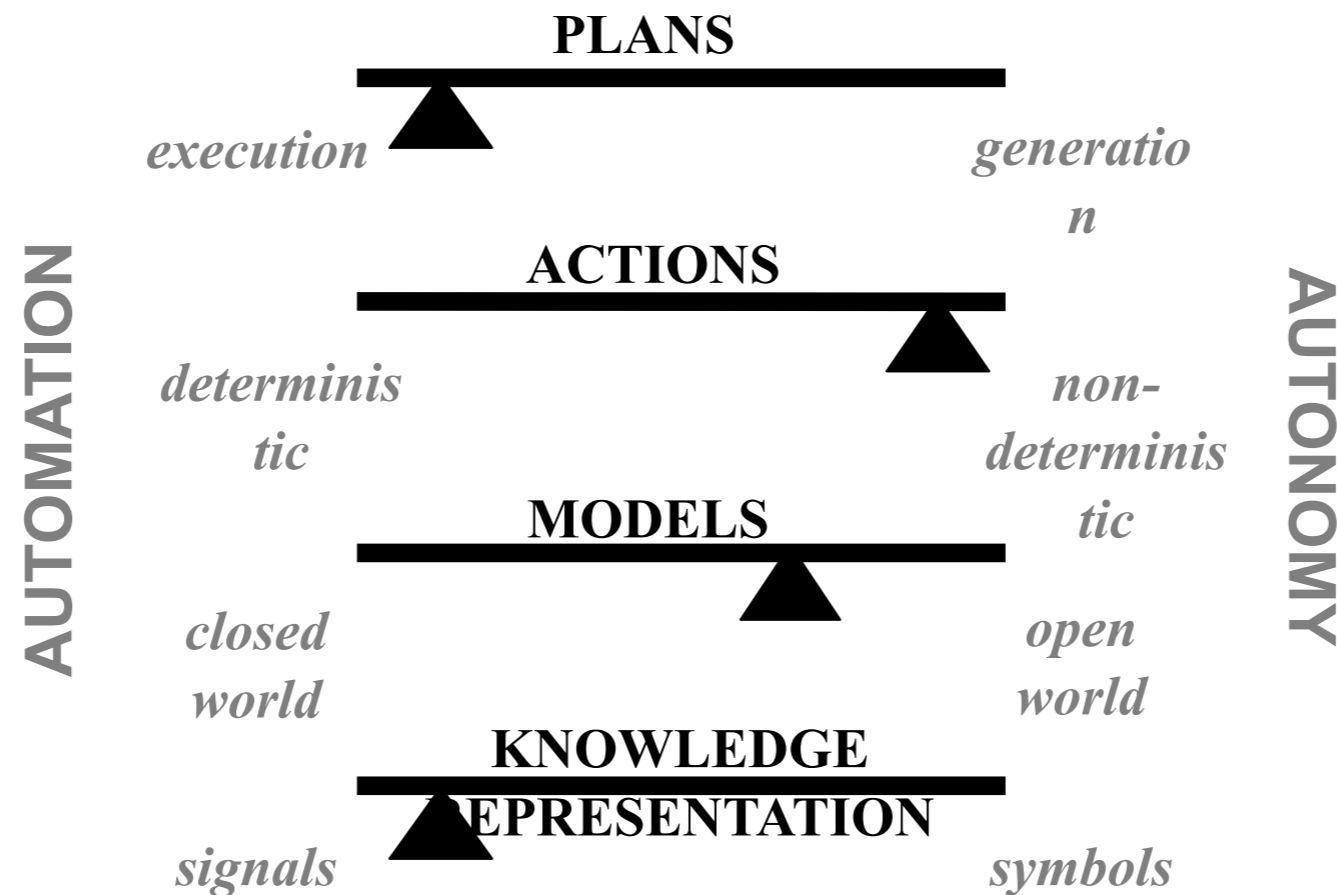 PLANS
execution
generatio
n
ACTIONS
AUTOMATION
AUTONOMY
determinis
tic
non-
determinis
tic
MODELS
closed
world
open
world
KNOWLEDGE
REPRESENTATION
signals
symbols